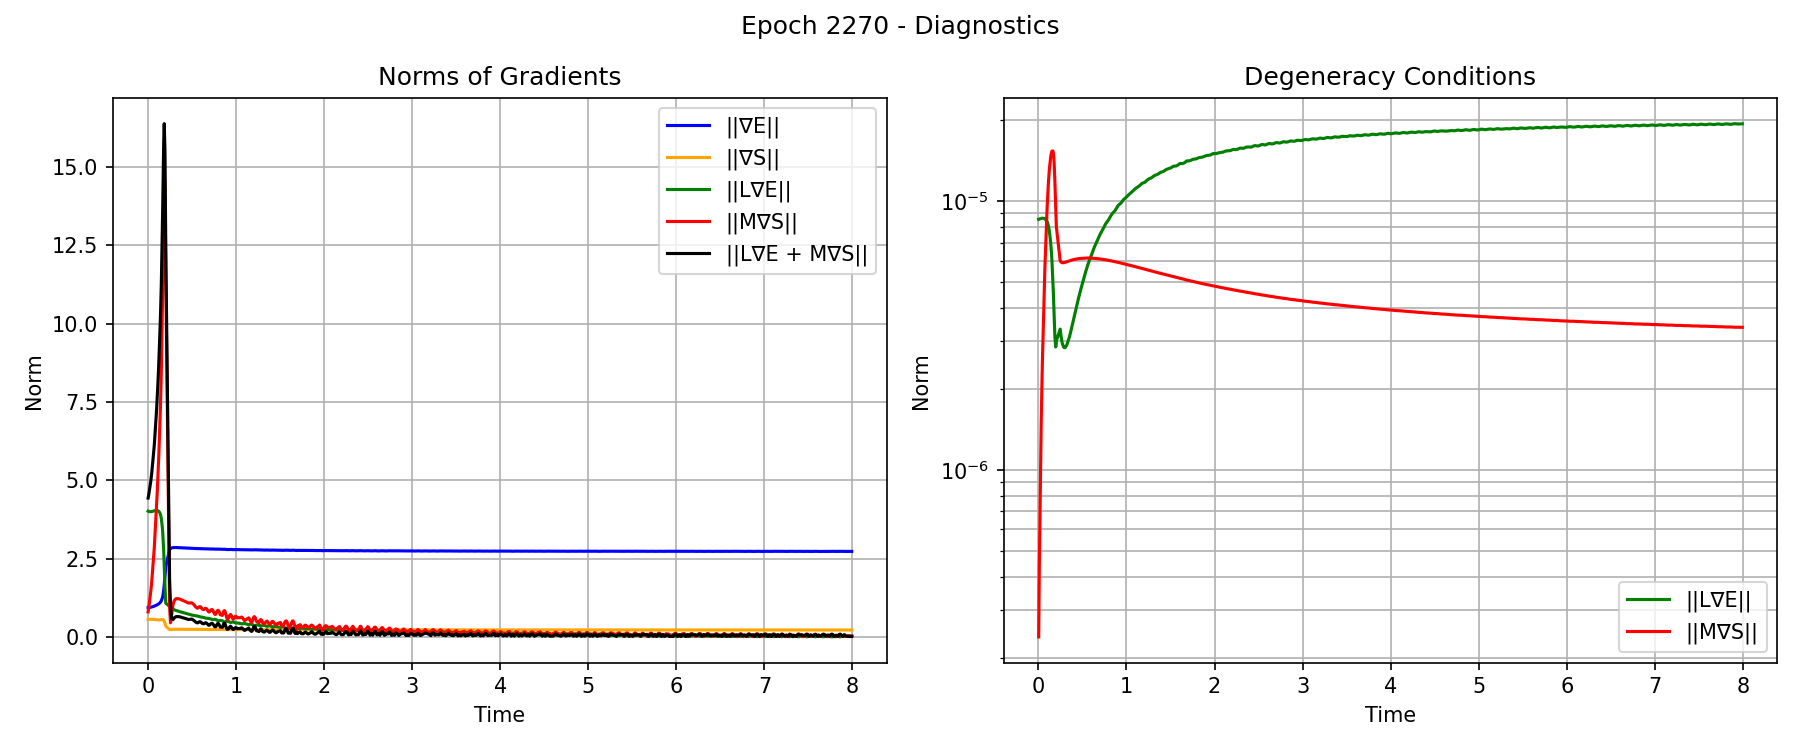 Epoch 2270 - Diagnostics
Norms of Gradients
Norm
15.0
12.5
10.0
7.5
5.0
2.5
0.0
0 1 2 3 4 5 6 7 8
Time
||∇E||
||∇S||
||L∇E||
||M∇S||
||L∇E + M∇S||
Degeneracy Conditions
Norm
10⁻⁵
10⁻⁶
0 1 2 3 4 5 6 7 8
Time
||L∇E||
||M∇S||